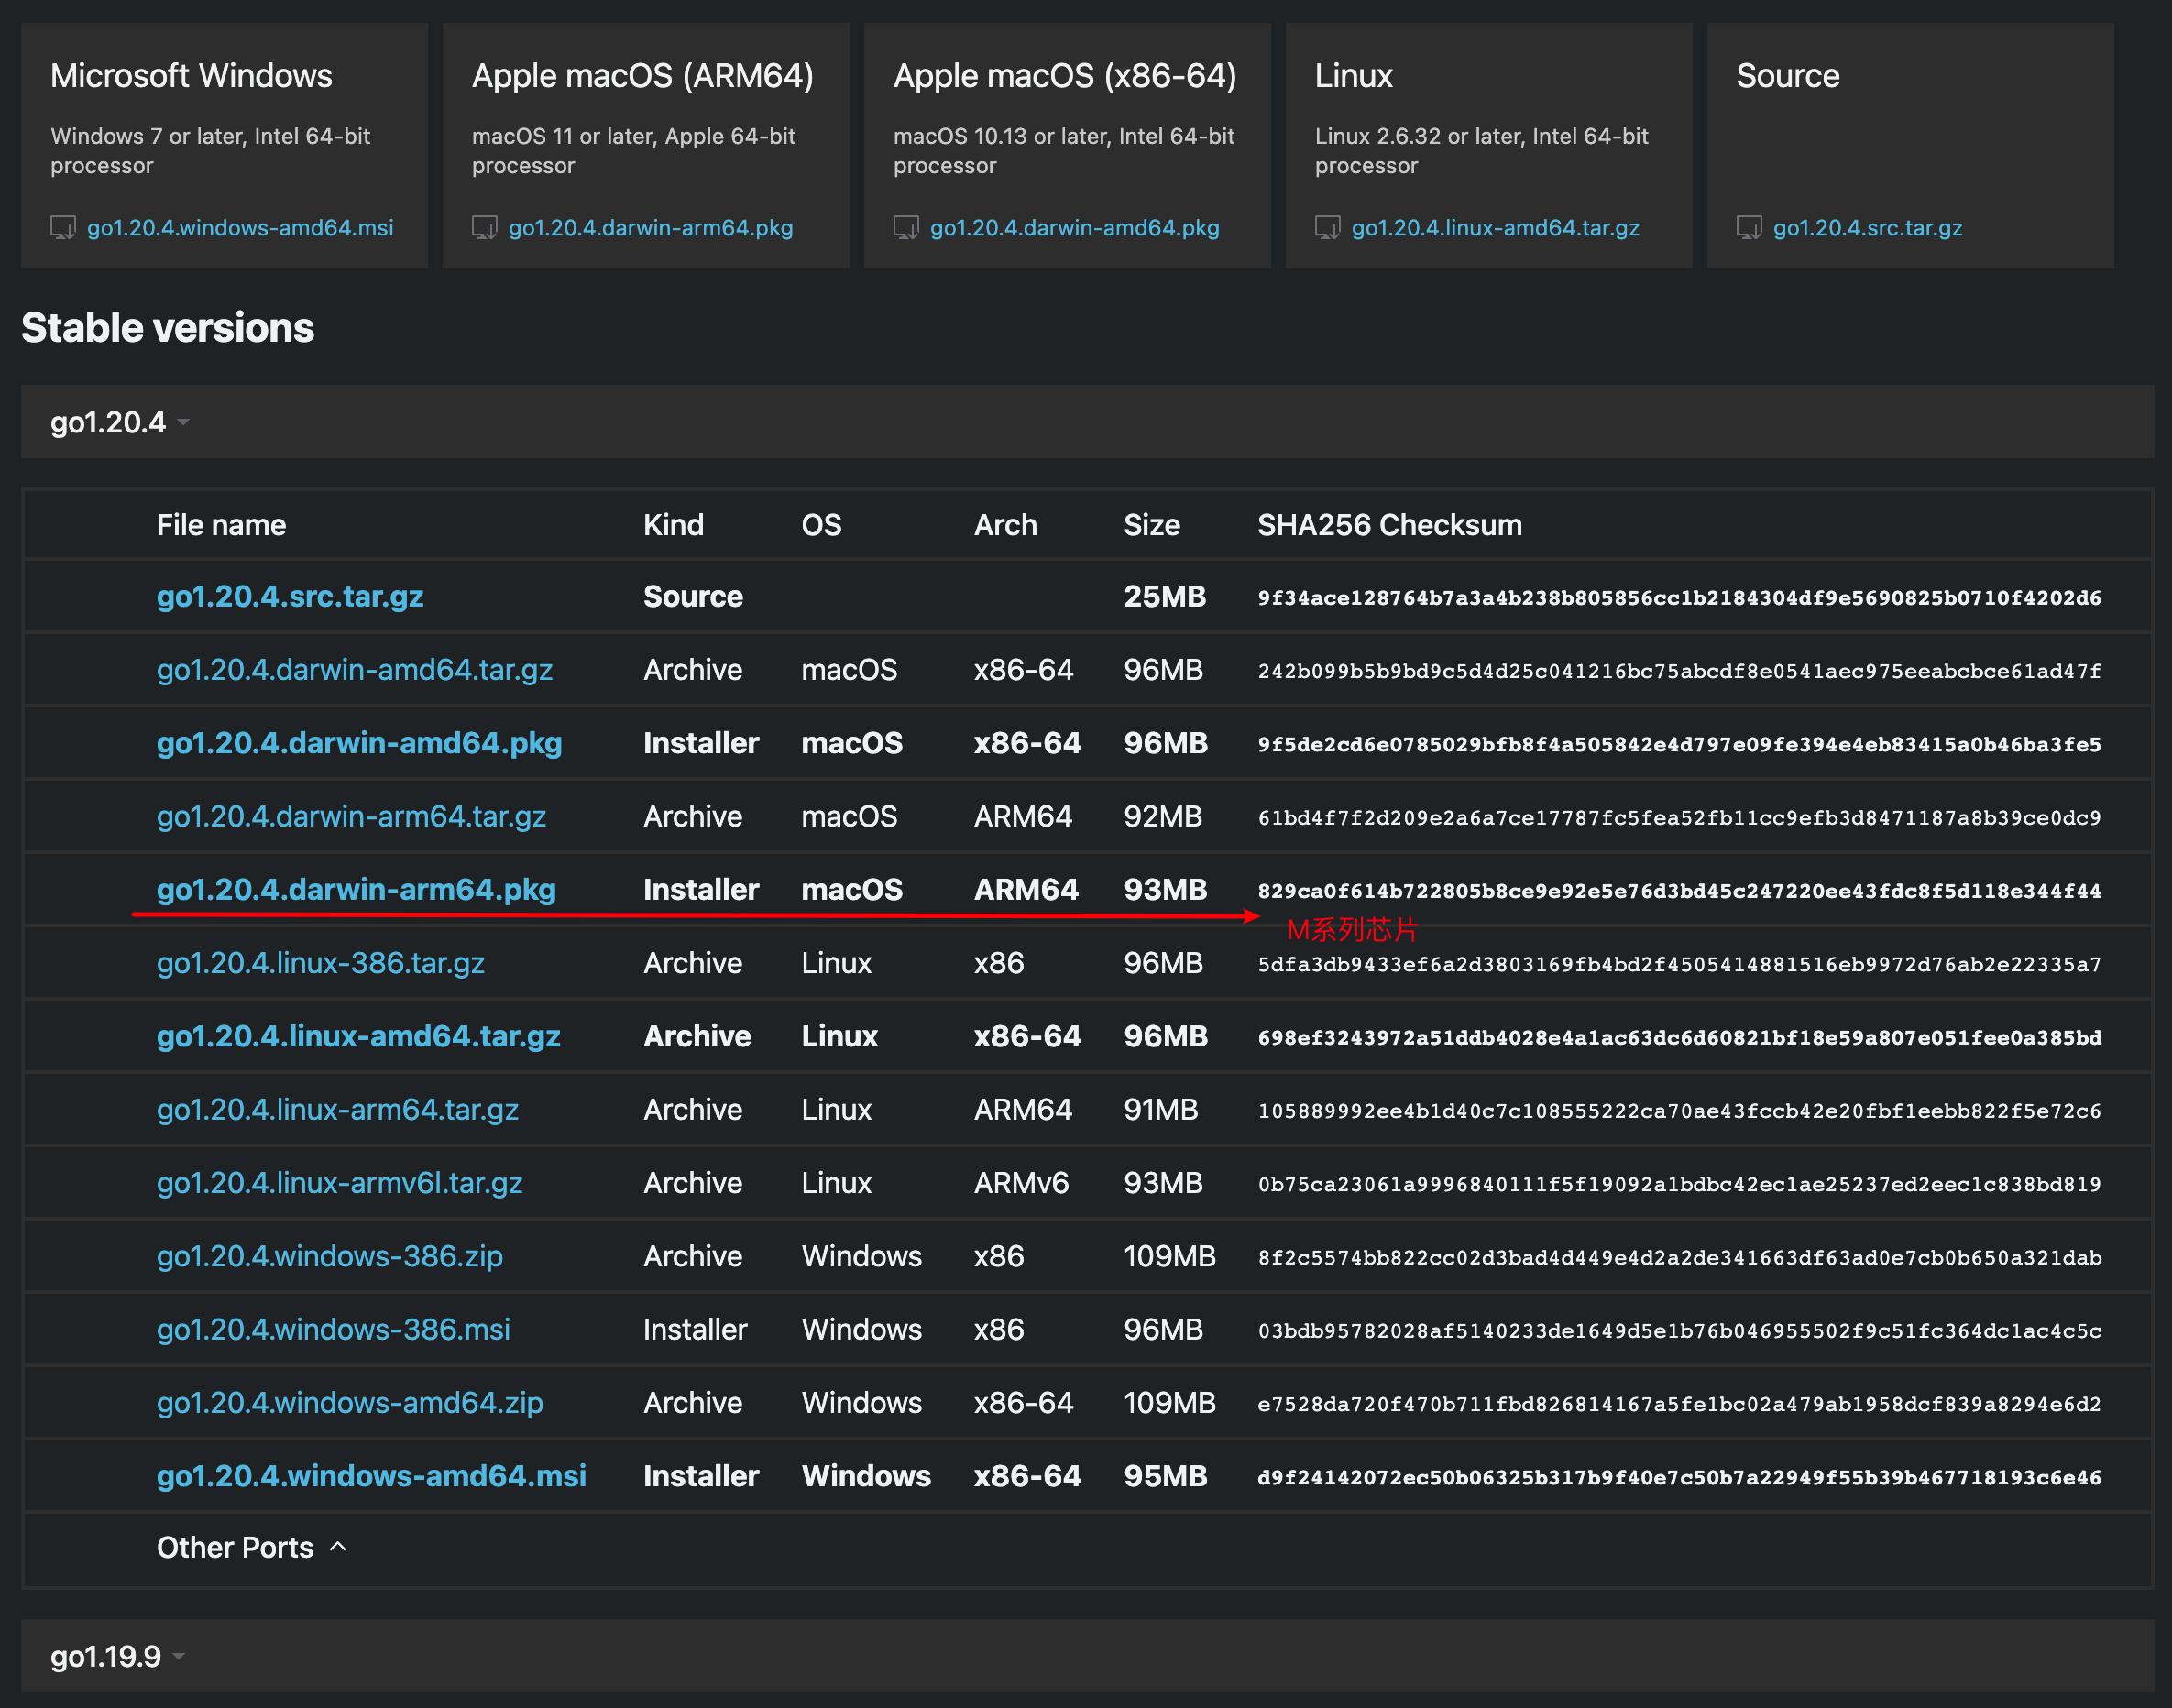 Microsoft Windows
Windows 7 or later, Intel 64-bit
processor
go1.20.4.windows-amd64.msi
Apple macOS (ARM64)
macOS 11 or later, Apple 64-bit
processor
go1.20.4.darwin-arm64.pkg
Apple macOS (x86-64)
macOS 10.13 or later, Intel 64-bit
processor
go1.20.4.darwin-amd64.pkg
Linux
Linux 2.6.32 or later, Intel 64-bit
processor
go1.20.4.linux-amd64.tar.gz
Source
go1.20.4.src.tar.gz
Stable versions
go1.20.4
File name Kind OS Arch Size SHA256 Checksum
go1.20.4.src.tar.gz Source 25MB 9f34ace128764b7a3a4b238b805856cc1b2184304df9e5690825b0710f4202d6
go1.20.4.darwin-amd64.tar.gz Archive macOS x86-64 96MB 242b099b5b9bd9c5d4d25c041216bc75abcdf8e0541aec975eeabcbce61ad47f
go1.20.4.darwin-amd64.pkg Installer macOS x86-64 96MB 9f5de2cd6e0785029bfb8f4a505842e4d797e09fe394e4eb83415a0b46ba3fe5
go1.20.4.darwin-arm64.tar.gz Archive macOS ARM64 92MB 61bd4f7f2d209e2a6a7ce17787fc5fea52fb11cc9efb3d8471187a8b39ce0dc9
go1.20.4.darwin-arm64.pkg Installer macOS ARM64 93MB 829ca0f614b722805b8ce9e92e5e76d3bd45c247220ee43fdc8f5d118e344f44
M系列芯片
go1.20.4.linux-386.tar.gz Archive Linux x86 96MB 5dfa3db9433ef6a2d3803169fb4bd2f4505414881516eb9972d76ab2e22335a7
go1.20.4.linux-amd64.tar.gz Archive Linux x86-64 96MB 698ef3243972a51ddb4028e4a1ac63dc6d60821bf18e59a807e051fee0a385bd
go1.20.4.linux-arm64.tar.gz Archive Linux ARM64 91MB 105889992ee4b1d40c7c108555222ca70ae43fccb42e20fbf1eebb822f5e72c6
go1.20.4.linux-armv6l.tar.gz Archive Linux ARMv6 93MB 0b75ca23061a9996840111f5f19092a1bdbc42ec1ae25237ed2eec1c838bd819
go1.20.4.windows-386.zip Archive Windows x86 109MB 8f2c5574bb822cc02d3bad4d449e4d2a2de341663df63ad0e7cb0b650a321dab
go1.20.4.windows-386.msi Installer Windows x86 96MB 03bdb95782028af5140233de1649d5e1b76b046955502f9c51fc364dc1ac4c5c
go1.20.4.windows-amd64.zip Archive Windows x86-64 109MB e7528da720f470b711fbd826814167a5fe1bc02a479ab1958dcf839a8294e6d2
go1.20.4.windows-amd64.msi Installer Windows x86-64 95MB d9f24142072ec50b06325b317b9f40e7c50b7a22949f55b39b467718193c6e46
Other Ports
go1.19.9